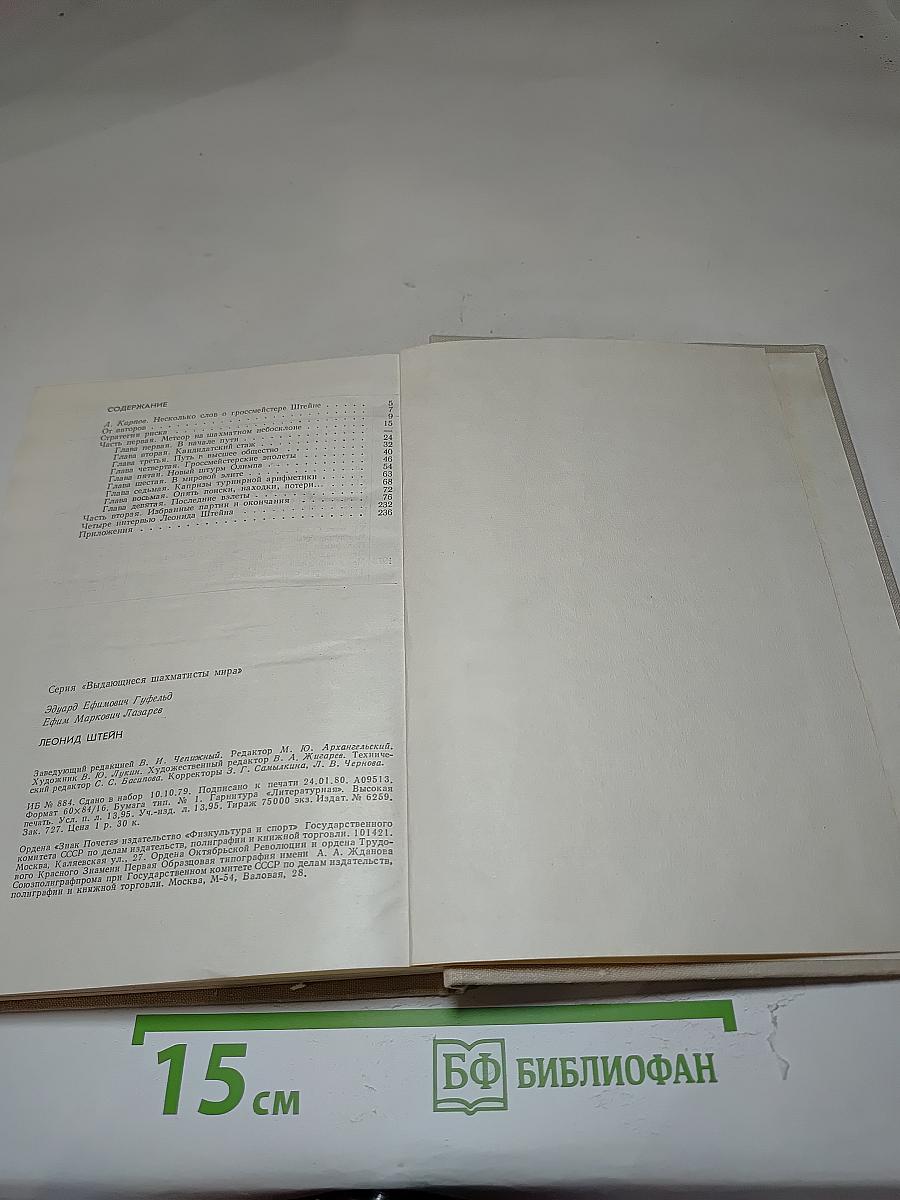 СОДЕРЖАНИЕ
А. Карпов. Несколько слов о гроссмейстере Штейне 5
От авторов 7
Стратегия риска 9
Часть первая. Метеор на шахматном небосклоне 15
Глава первая. В начале пути —
Глава вторая. Кандидатский стаж 24
Глава третья. Путь в высшее общество 32
Глава четвертая. Гроссмейстерские эполеты 40
Глава пятая. Новый штурм Олимпа 46
Глава шестая. В мировой элите 54
Глава седьмая. Капризы турнирной арифметики 63
Глава восьмая. Опять поиски, находки, потери... 68
Глава девятая. Последние взлеты 72
Часть вторая. Избранные партии и окончания 76
Четыре интервью Леонида Штейна 232
Приложения 236
Серия «Выдающиеся шахматисты мира»
Эдуард Ефимович Гуфельд
Ефим Маркович Лазарев
ЛЕОНИД ШТЕЙН
Заведующий редакцией В. И. Чепижный. Редактор М. Ю. Архангельский.
Художник В. Ю. Лукин. Художественный редактор В. А. Жигарев. Техниче-
ский редактор С. С. Басипова. Корректоры З. Г. Самылкина, Л. В. Чернова.
ИБ № 884. Сдано в набор 10.10.79. Подписано к печати 24.01.80. А09513.
Формат 60×84/16. Бумага тип. № 1. Гарнитура «Литературная». Высокая
печать. Усл. п. л. 13,95. Уч.-изд. л. 13,95. Тираж 75000 экз. Издат. № 6259.
Зак. 727. Цена 1 р. 30 к.
Ордена «Знак Почета» издательство «Физкультура и спорт» Государственного
комитета СССР по делам издательств, полиграфии и книжной торговли. 101421.
Москва, Каляевская ул., 27. Ордена Октябрьской Революции и ордена Трудо-
вого Красного Знамени Первая Образцовая типография имени А. А. Жданова
Союзполиграфпрома при Государственном комитете СССР по делам издательств,
полиграфии и книжной торговли. Москва, М-54, Валовая, 28.
15 см
БФ БИБЛИОФАН